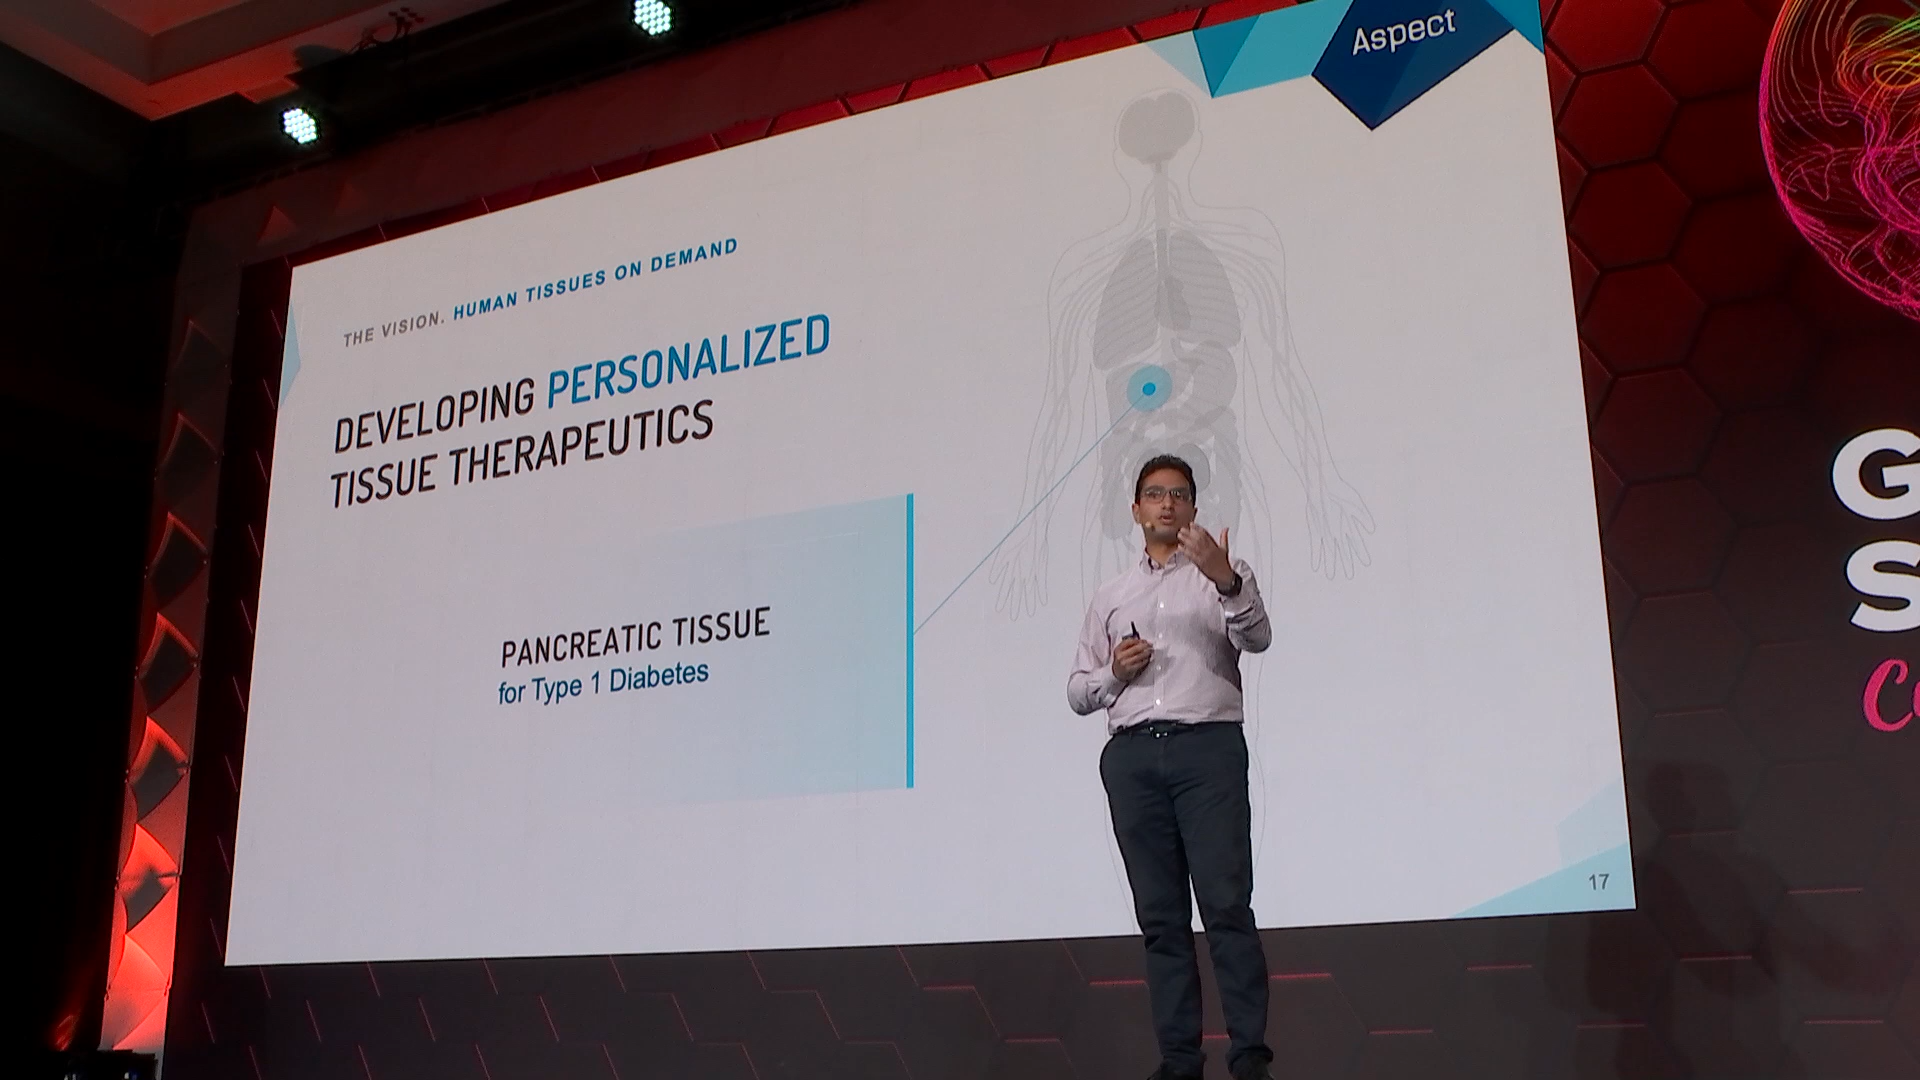 Aspect
THE VISION. HUMAN TISSUES ON DEMAND
DEVELOPING PERSONALIZED
TISSUE THERAPEUTICS
PANCREATIC TISSUE
for Type 1 Diabetes
17